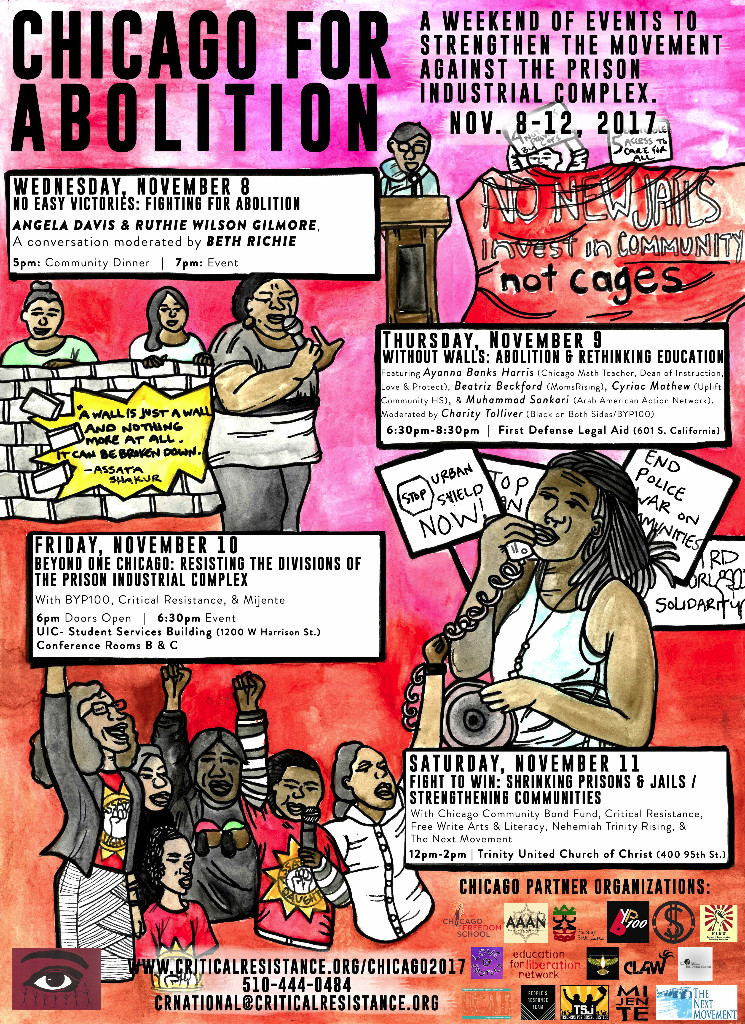 CHICAGO FOR
ABOLITION
A WEEKEND OF EVENTS TO
STRENGTHEN THE MOVEMENT
AGAINST THE PRISON
INDUSTRIAL COMPLEX.
NOV. 8-12, 2017
5
ACCESS TO
CARE FOR
ALL
NO NEW JAILS
invest in COMMUNITY
not cages
WEDNESDAY, NOVEMBER 8
NO EASY VICTORIES: FIGHTING FOR ABOLITION
ANGELA DAVIS & RUTHIE WILSON GILMORE,
A conversation moderated by BETH RICHIE
5pm: Community Dinner | 7pm: Event
"A WALL IS JUST A WALL
AND NOTHING
MORE AT ALL.
IT CAN BE BROKEN DOWN.
-ASSATA
SHAKUR
THURSDAY, NOVEMBER 9
WITHOUT WALLS: ABOLITION & RETHINKING EDUCATION
Featuring Ayanna Banks Harris (Chicago Math Teacher, Dean of Instruction,
Love & Protect), Beatriz Beckford (MomsRising), Cyriac Mathew (Uplift
Community HS), & Muhammad Sankari (Arab American Action Network).
Moderated by Charity Tolliver (Black on Both Sides/BYP100)
6:30pm-8:30pm | First Defense Legal Aid (601 S. California)
STOP URBAN
SHIELD
NOW!
TOP
END
POLICE
WAR ON
MUNITIES
RD
ORLD
SOLIDARITY
FRIDAY, NOVEMBER 10
BEYOND ONE CHICAGO: RESISTING THE DIVISIONS OF
THE PRISON INDUSTRIAL COMPLEX
With BYP100, Critical Resistance, & Mijente
6pm Doors Open | 6:30pm Event
UIC- Student Services Building (1200 W Harrison St.)
Conference Rooms B & C
SATURDAY, NOVEMBER 11
FIGHT TO WIN: SHRINKING PRISONS & JAILS /
STRENGTHENING COMMUNITIES
With Chicago Community Bond Fund, Critical Resistance,
Free Write Arts & Literacy, Nehemiah Trinity Rising, &
The Next Movement
12pm-2pm | Trinity United Church of Christ (400 95th St.)
CHICAGO PARTNER ORGANIZATIONS:
CHICAGO
FREEDOM
SCHOOL
AAAN
BYP100
education
for liberation
network
CLAW
PEOPLE'S
RESPONSE
TEAM
TSJ
MI
JEN
TE
THE
NEXT
MOVEMENT
WWW.CRITICALRESISTANCE.ORG/CHICAGO2017
510-444-0484
CRNATIONAL@CRITICALRESISTANCE.ORG